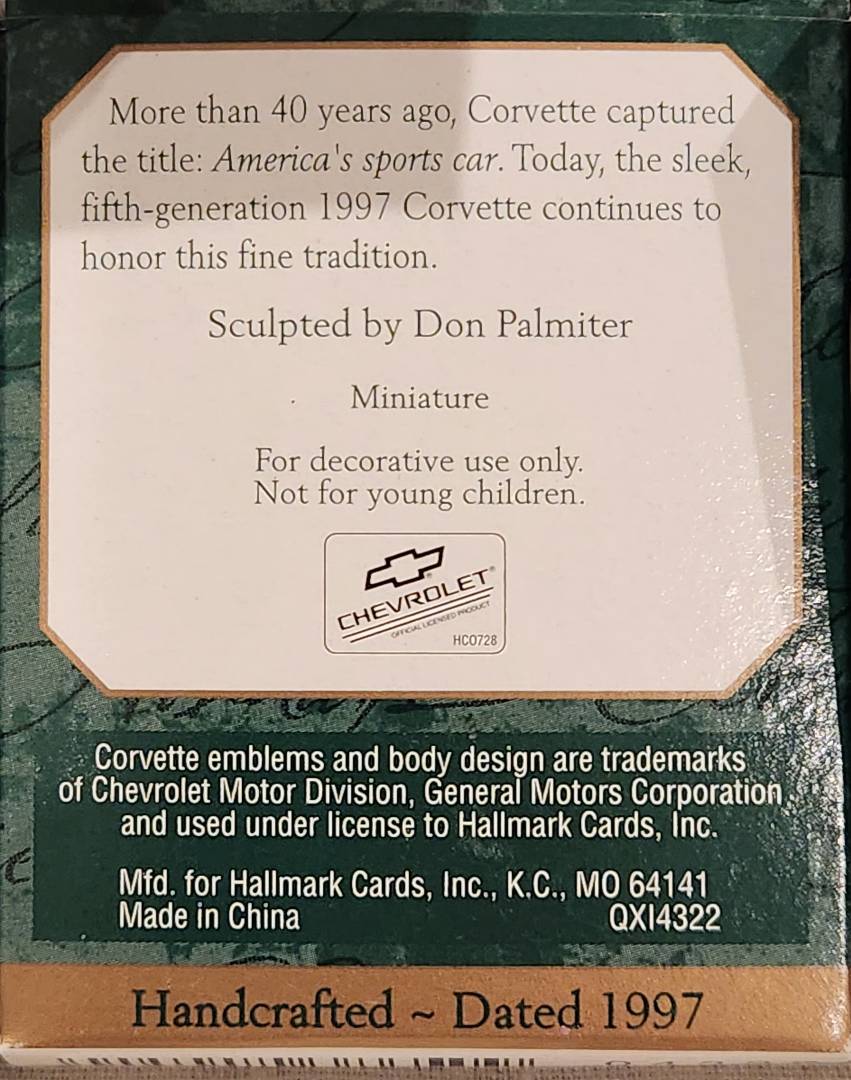 More than 40 years ago, Corvette captured
the title: America's sports car. Today, the sleek,
fifth-generation 1997 Corvette continues to
honor this fine tradition.
Sculpted by Don Palmiter
Miniature
For decorative use only.
Not for young children.
CHEVROLET®
OFFICIAL LICENSED PRODUCT
HC0728
Corvette emblems and body design are trademarks
of Chevrolet Motor Division, General Motors Corporation
and used under license to Hallmark Cards, Inc.
Mfd. for Hallmark Cards, Inc., K.C., MO 64141
Made in China QXI4322
Handcrafted ~ Dated 1997